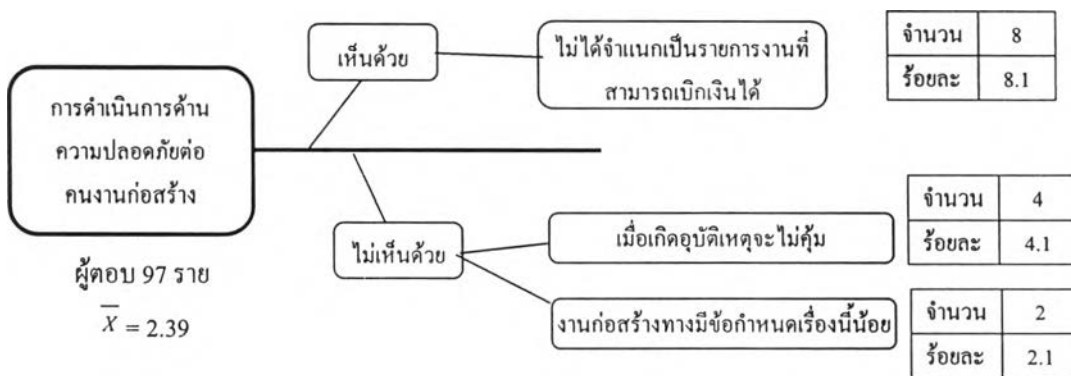 การดำเนินการด้าน
ความปลอดภัยต่อ
คนงานก่อสร้าง
ผู้ตอบ 97 ราย
X̄ = 2.39
เห็นด้วย
ไม่ได้จำแนกเป็นรายการงานที่
สามารถเบิกเงินได้
จำนวน 8
ร้อยละ 8.1
ไม่เห็นด้วย
เมื่อเกิดอุบัติเหตุจะไม่คุ้ม
จำนวน 4
ร้อยละ 4.1
งานก่อสร้างทางมีข้อกำหนดเรื่องนี้น้อย
จำนวน 2
ร้อยละ 2.1